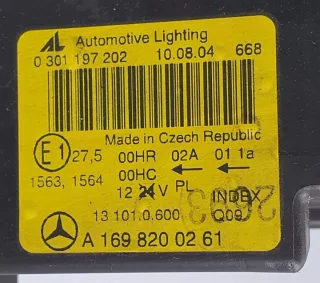 AL Automotive Lighting
0 301 197 202 10.08.04 668
Made in Czech Republic
E1 27,5 00HR 02A 01 1a
00HC ← ←
1563, 1564 12 24 V PL
INDEX
13 101.0,600 Q09
A 169 820 02 61